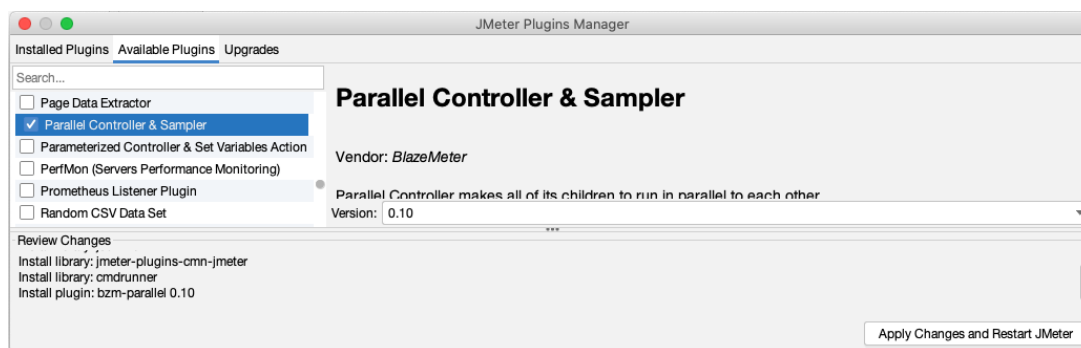 JMeter Plugins Manager
Installed Plugins Available Plugins Upgrades
Search...
Page Data Extractor
Parallel Controller & Sampler
Parameterized Controller & Set Variables Action
PerfMon (Servers Performance Monitoring)
Prometheus Listener Plugin
Random CSV Data Set
Parallel Controller & Sampler
Vendor: BlazeMeter
Parallel Controller makes all of its children to run in parallel to each other
Version: 0.10
Review Changes
Install library: jmeter-plugins-cmn-jmeter
Install library: cmdrunner
Install plugin: bzm-parallel 0.10
Apply Changes and Restart JMeter